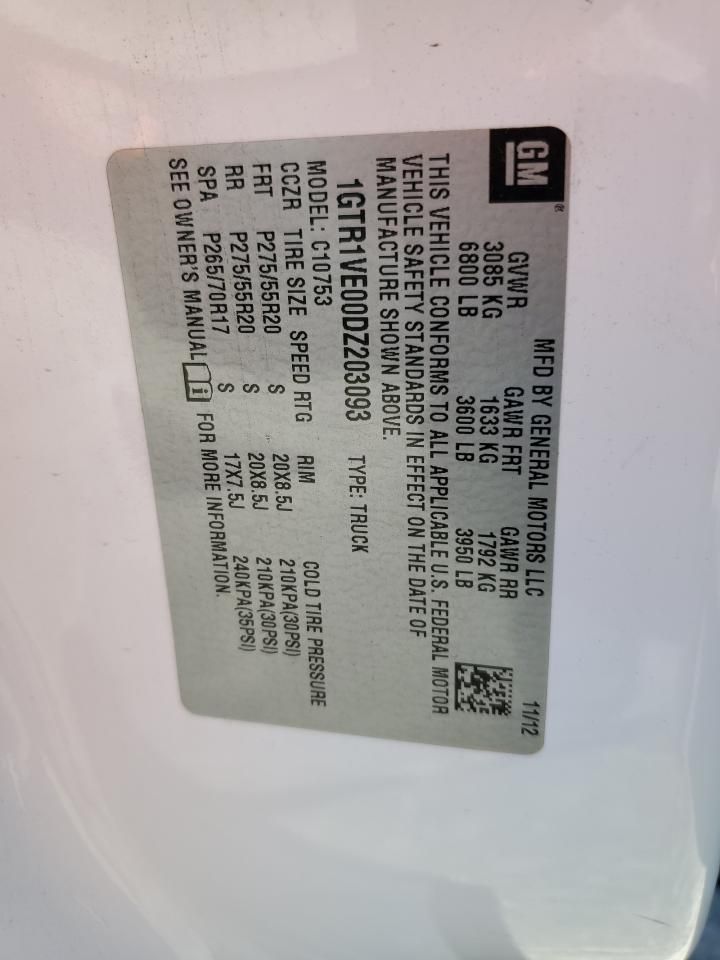 GM®
MFD BY GENERAL MOTORS LLC 11/12
GVWR GAWR FRT GAWR RR
3085 KG 1633 KG 1792 KG
6800 LB 3600 LB 3950 LB
THIS VEHICLE CONFORMS TO ALL APPLICABLE U.S. FEDERAL MOTOR
VEHICLE SAFETY STANDARDS IN EFFECT ON THE DATE OF
MANUFACTURE SHOWN ABOVE.
1GTR1VE00DZ203093 TYPE: TRUCK
MODEL: C10753
CCZR TIRE SIZE SPEED RTG RIM COLD TIRE PRESSURE
FRT P275/55R20 S 20X8.5J 210KPA(30PSI)
RR P275/55R20 S 20X8.5J 210KPA(30PSI)
SPA P265/70R17 S 17X7.5J 240KPA(35PSI)
SEE OWNER'S MANUAL i FOR MORE INFORMATION.